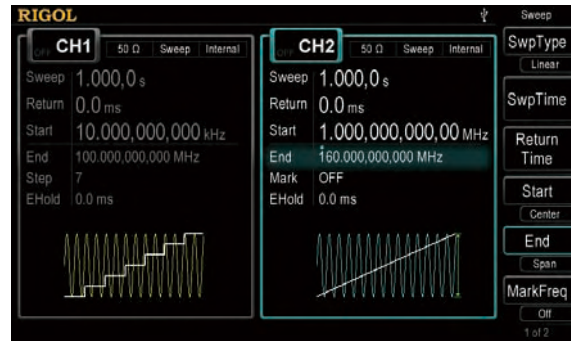 RIGOL
OFF CH1 50 Ω Sweep Internal
Sweep 1.000,0 s
Return 0.0 ms
Start 10.000,000,000 kHz
End 100.000,000,000 MHz
Step 7
EHold 0.0 ms
OFF CH2 50 Ω Sweep Internal
Sweep 1.000,0 s
Return 0.0 ms
Start 1.000,000,000,00 MHz
End 160.000,000,000 MHz
Mark OFF
EHold 0.0 ms
Sweep
SwpType
Linear
SwpTime
Return
Time
Start
Center
End
Span
MarkFreq
Off
1 of 2